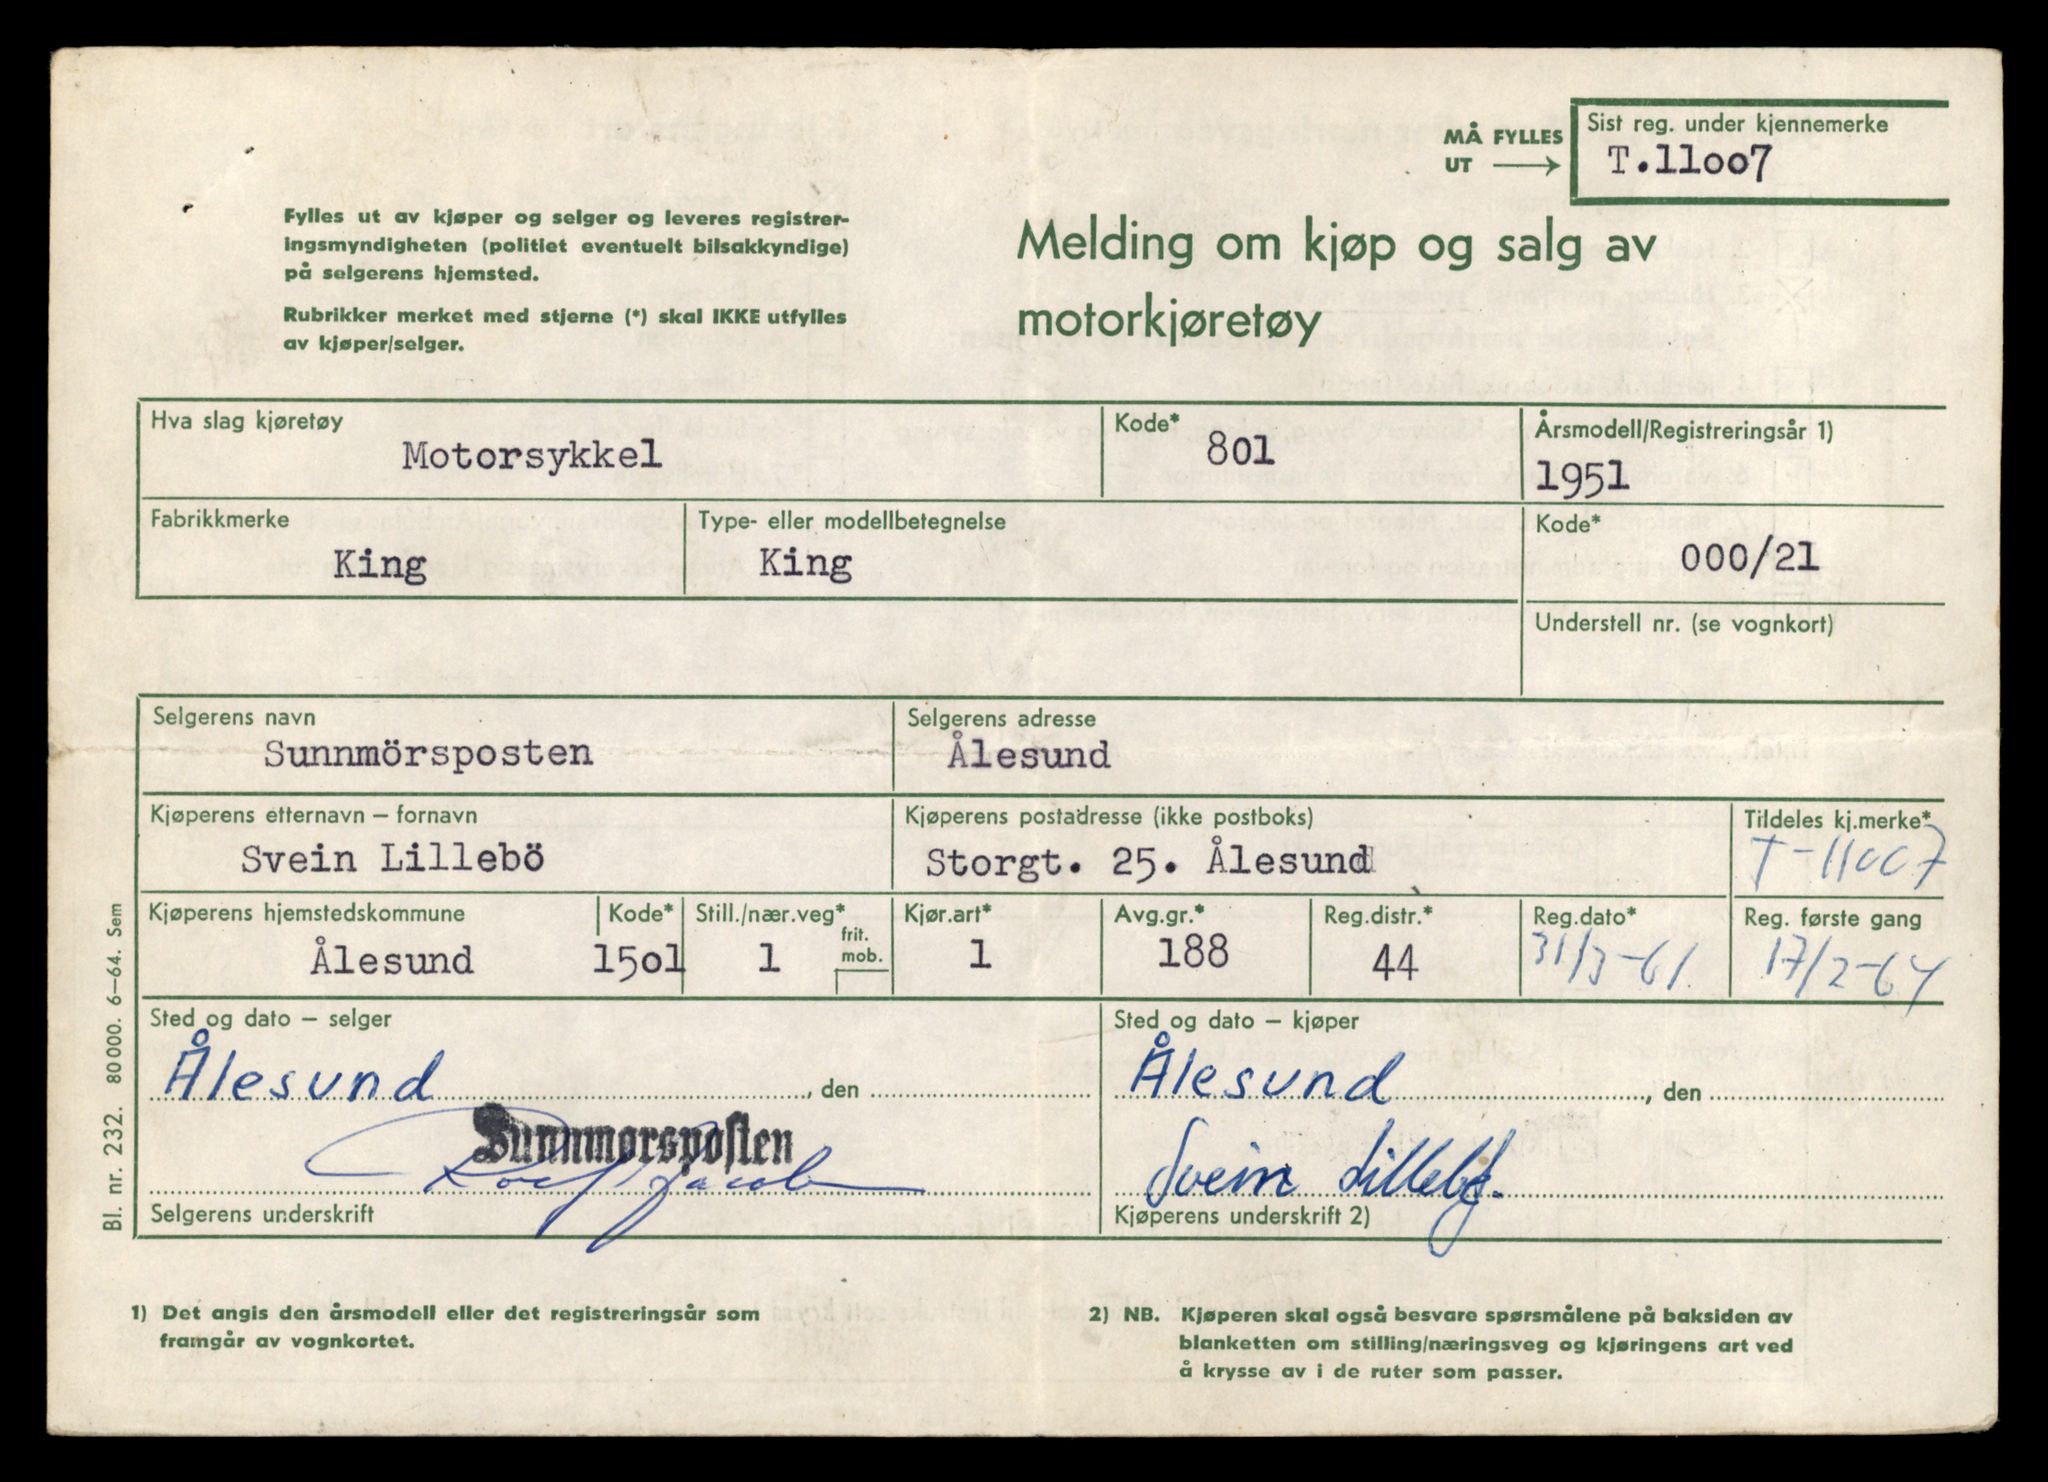 MÅ FYLLES
UT
Sist reg. under kjennemerke
T.11007
Fylles ut av kjøper og selger og leveres registrer-
ingsmyndigheten (politiet eventuelt bilsakkyndige)
på selgerens hjemsted.
Rubrikker merket med stjerne (*) skal IKKE utfylles
av kjøper/selger.
Melding om kjøp og salg av
motorkjøretøy
Hva slag kjøretøy
Motorsykkel
Kode*
801
Årsmodell/Registreringsår 1)
1951
Fabrikkmerke
King
Type- eller modellbetegnelse
King
Kode*
000/21
Understell nr. (se vognkort)
Selgerens navn
Sunnmörsposten
Selgerens adresse
Ålesund
Kjøperens etternavn – fornavn
Svein Lillebö
Kjøperens postadresse (ikke postboks)
Storgt. 25. Ålesund
Tildeles kj.merke*
T-11007
Kjøperens hjemstedskommune
Ålesund
Kode*
1501
Still./nær.veg*
1
frit.
mob.
Kjør.art*
1
Avg.gr.*
188
Reg.distr.*
44
Reg.dato*
31/3-61.
Reg. første gang
17/2-64
Sted og dato – selger
Ålesund, den
Sunnmørsposten
Selgerens underskrift
Sted og dato – kjøper
Ålesund, den
Svein Lillebø.
Kjøperens underskrift 2)
Bl. nr. 232. 80 000. 6–64. Sem
1) Det angis den årsmodell eller det registreringsår som
framgår av vognkortet.
2) NB. Kjøperen skal også besvare spørsmålene på baksiden av
blanketten om stilling/næringsveg og kjøringens art ved
å krysse av i de ruter som passer.